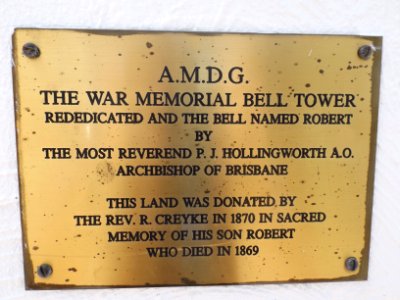 A.M.D.G.
THE WAR MEMORIAL BELL TOWER
REDEDICATED AND THE BELL NAMED ROBERT
BY
THE MOST REVEREND P. J. HOLLINGWORTH A.O.
ARCHBISHOP OF BRISBANE
THIS LAND WAS DONATED BY
THE REV. R. CREYKE IN 1870 IN SACRED
MEMORY OF HIS SON ROBERT
WHO DIED IN 1869